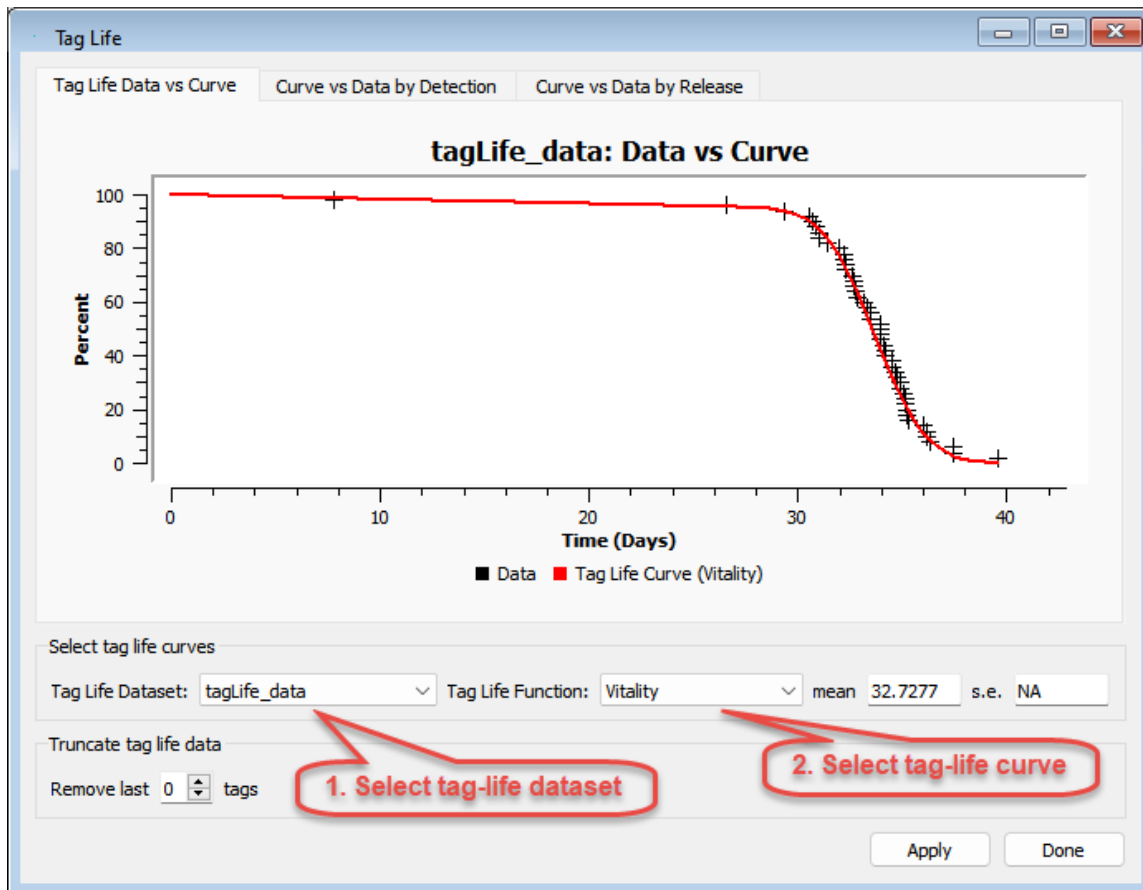 Tag Life
Tag Life Data vs Curve
Curve vs Data by Detection
Curve vs Data by Release
tagLife_data: Data vs Curve
Percent
100
80
60
40
20
0
0
10
20
30
40
Time (Days)
Data
Tag Life Curve (Vitality)
Select tag life curves
Tag Life Dataset: tagLife_data Tag Life Function: Vitality mean 32.7277 s.e. NA
Truncate tag life data
Remove last 0 tags
1. Select tag-life dataset
2. Select tag-life curve
Apply
Done